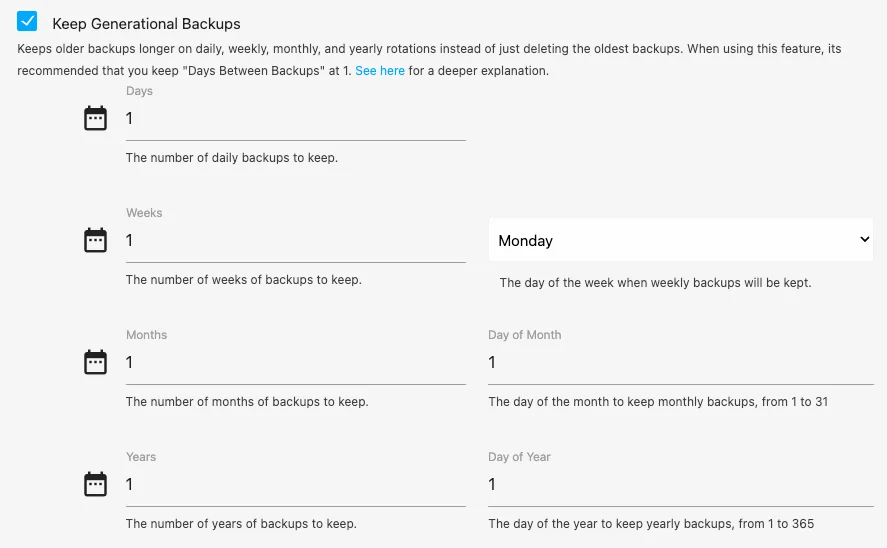 Keep Generational Backups
Keeps older backups longer on daily, weekly, monthly, and yearly rotations instead of just deleting the oldest backups. When using this feature, its
recommended that you keep "Days Between Backups" at 1. See here for a deeper explanation.
Days
1
The number of daily backups to keep.
Weeks
1
Monday
The number of weeks of backups to keep.
The day of the week when weekly backups will be kept.
Months
Day of Month
1
1
The number of months of backups to keep.
The day of the month to keep monthly backups, from 1 to 31
Years
Day of Year
1
1
The number of years of backups to keep.
The day of the year to keep yearly backups, from 1 to 365